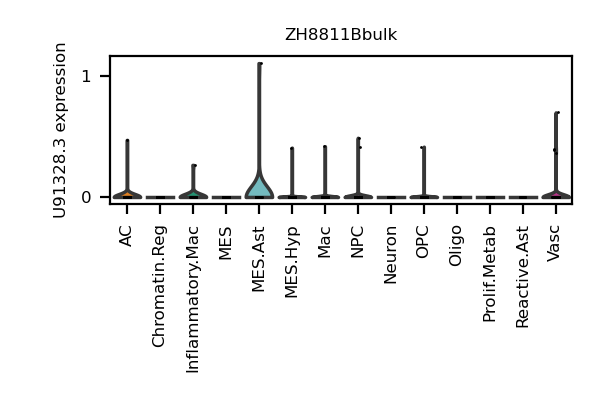 ZH8811Bbulk
U91328.3 expression
1
0
AC
Chromatin.Reg
Inflammatory.Mac
MES
MES.Ast
MES.Hyp
Mac
NPC
Neuron
OPC
Oligo
Prolif.Metab
Reactive.Ast
Vasc